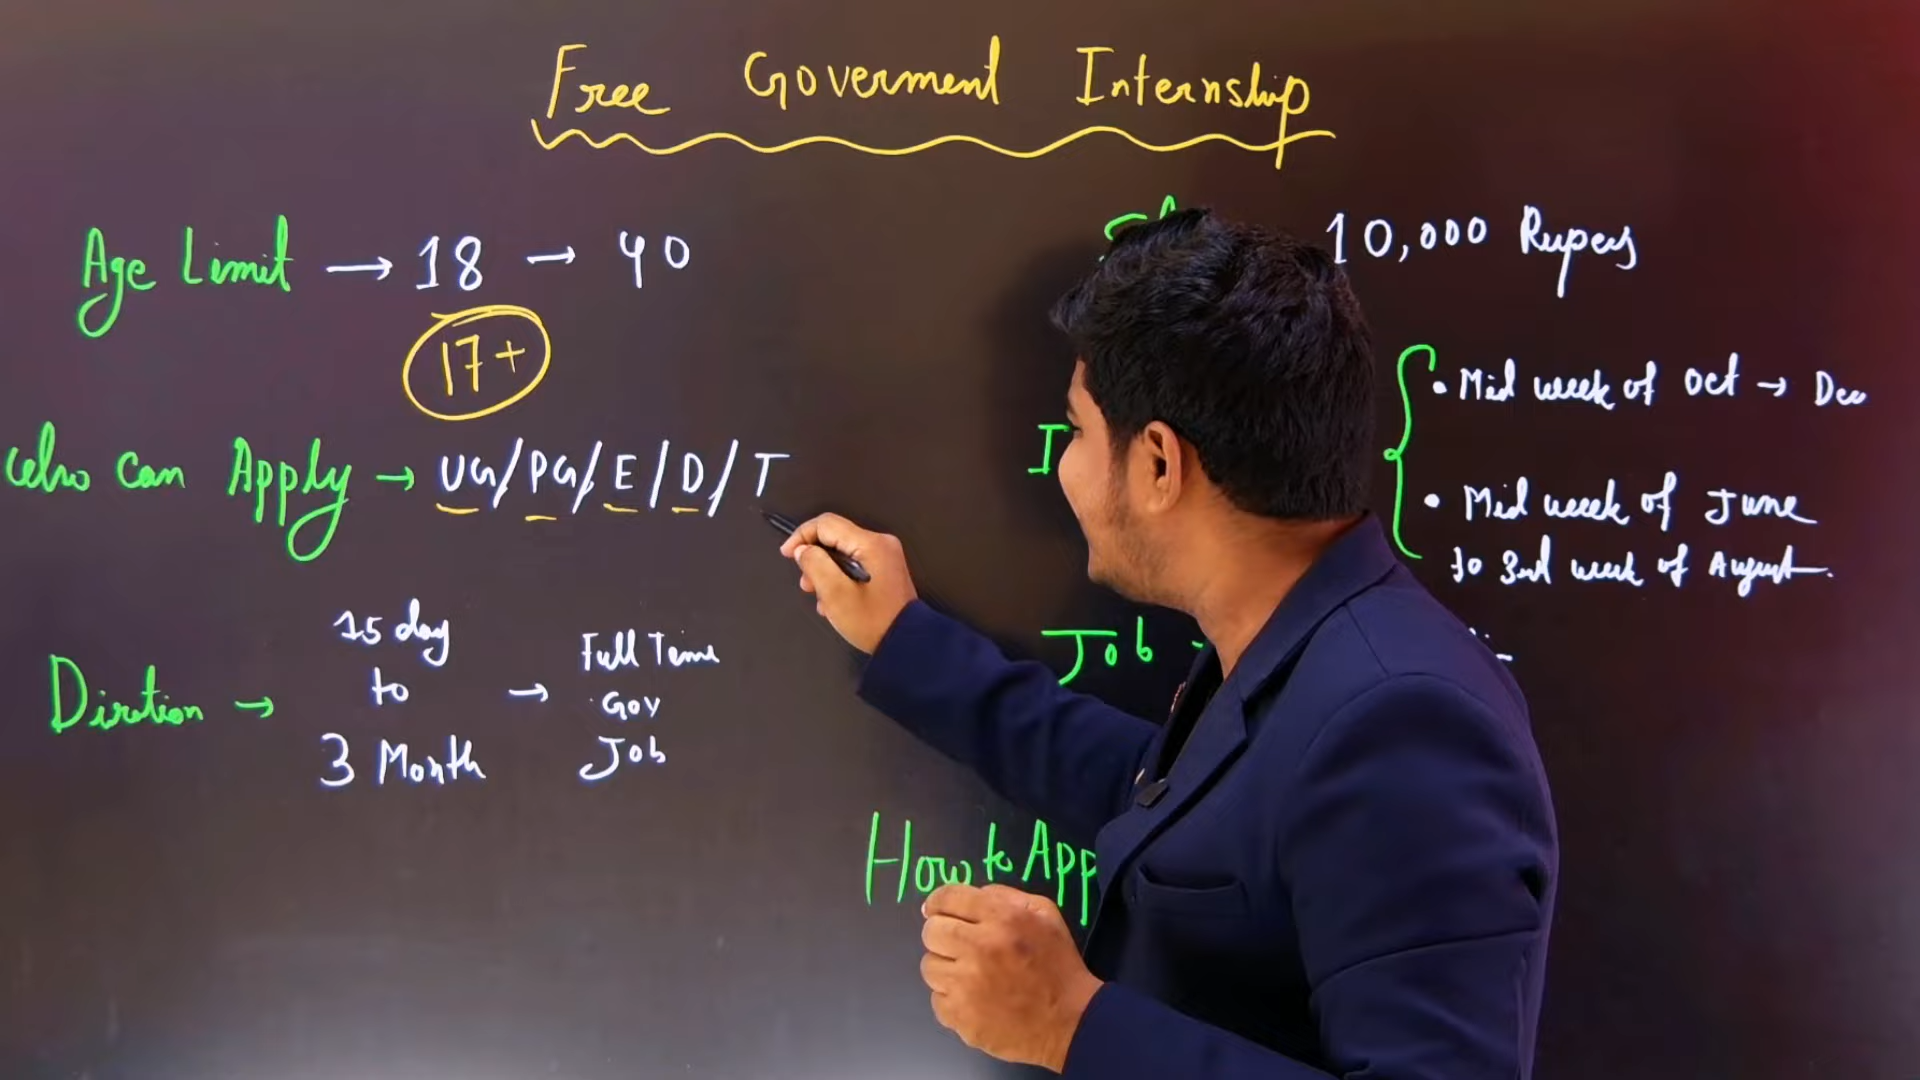 Free Goverment Internship
Age Limit → 18 → 40
17+
Who Can Apply → UG/PG/E/D/T
Dirution → 15 day to 3 Month → Full Time Gov Job
10,000 Rupees
• Mid week of Oct → Dec
• Mid week of June
to 3rd week of August.
Job
How to App